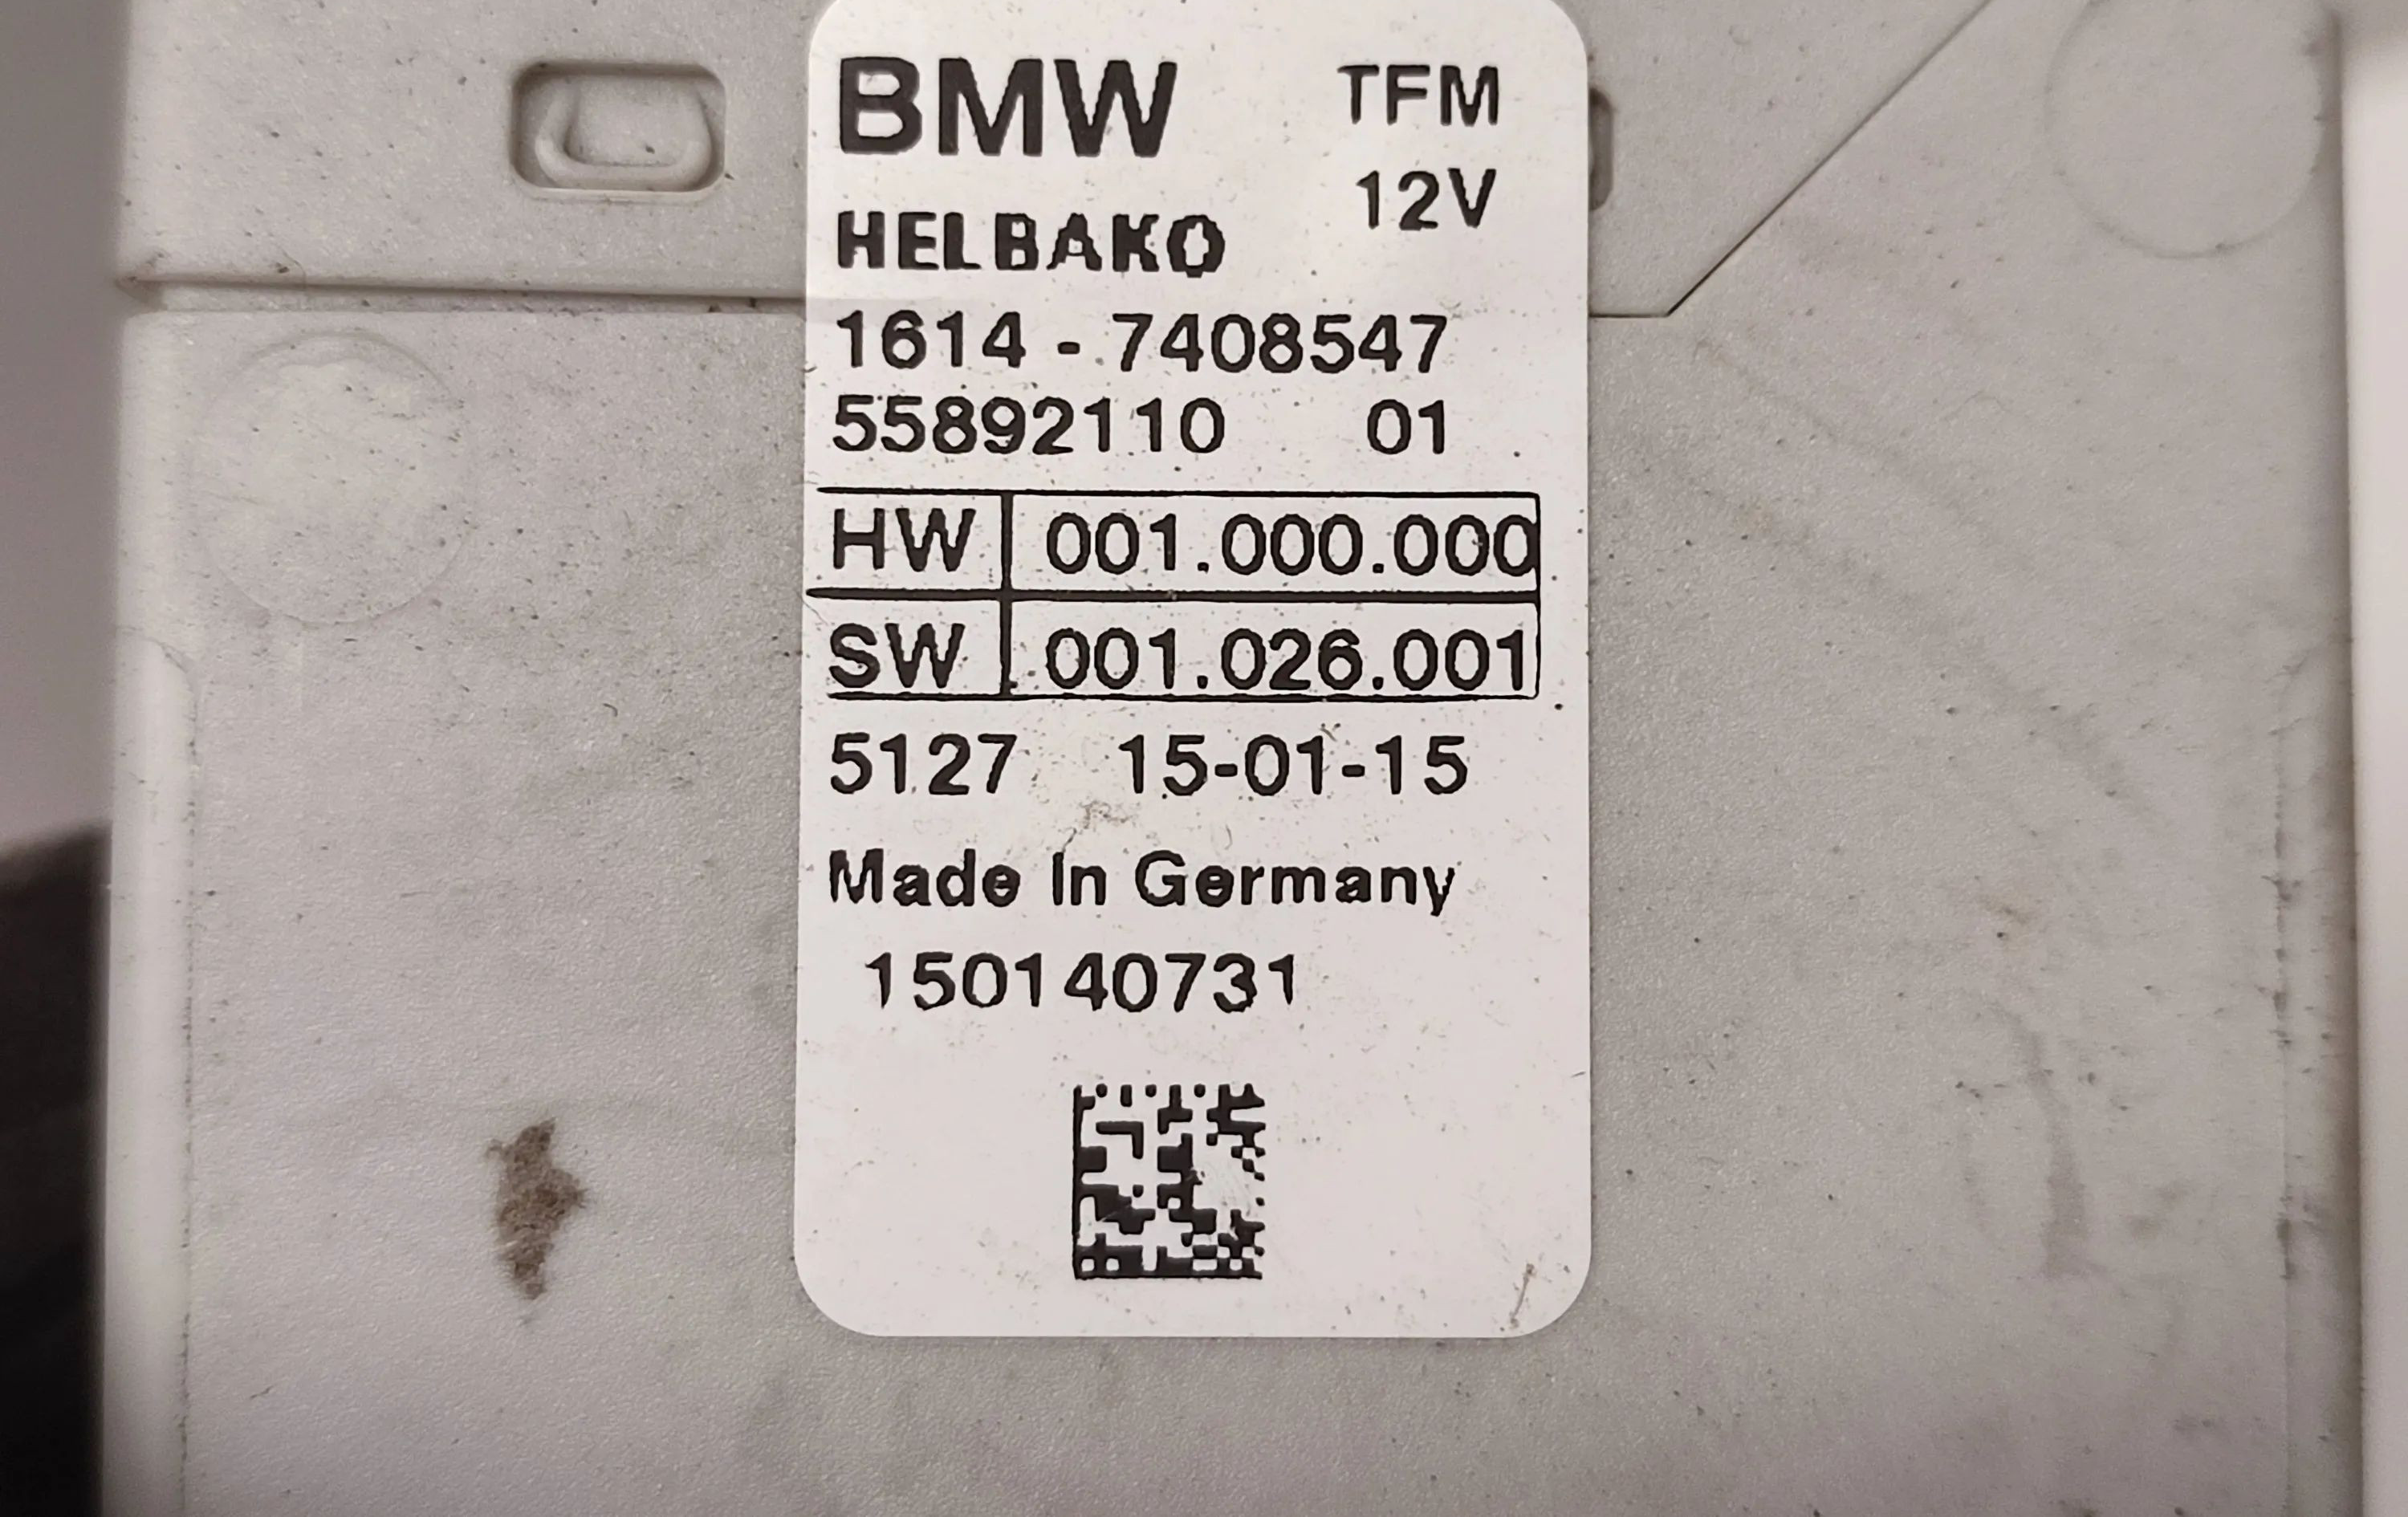 BMW TFM
12V
HELBAKO
1614 - 7408547
55892110 01
HW 001.000.000
SW 001.026.001
5127 15-01-15
Made In Germany
150140731